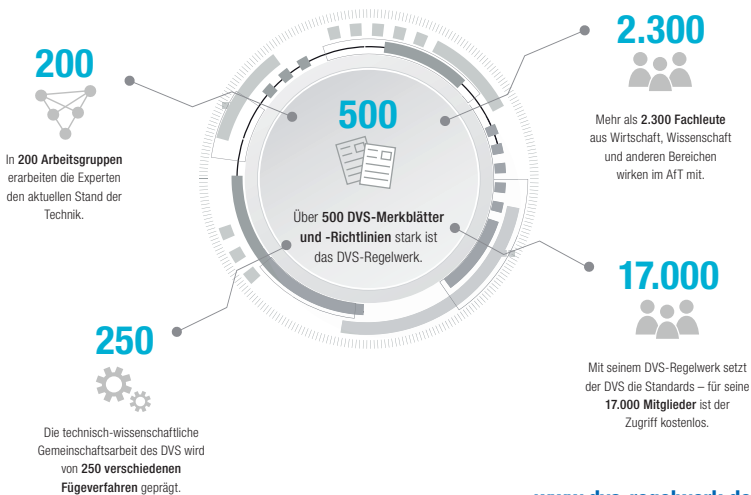 200
In 200 Arbeitsgruppen
erarbeiten die Experten
den aktuellen Stand der
Technik.
500
Über 500 DVS-Merkblätter
und -Richtlinien stark ist
das DVS-Regelwerk.
2.300
Mehr als 2.300 Fachleute
aus Wirtschaft, Wissenschaft
und anderen Bereichen
wirken im AfT mit.
17.000
Mit seinem DVS-Regelwerk setzt
der DVS die Standards – für seine
17.000 Mitglieder ist der
Zugriff kostenlos.
250
Die technisch-wissenschaftliche
Gemeinschaftsarbeit des DVS wird
von 250 verschiedenen
Fügeverfahren geprägt.